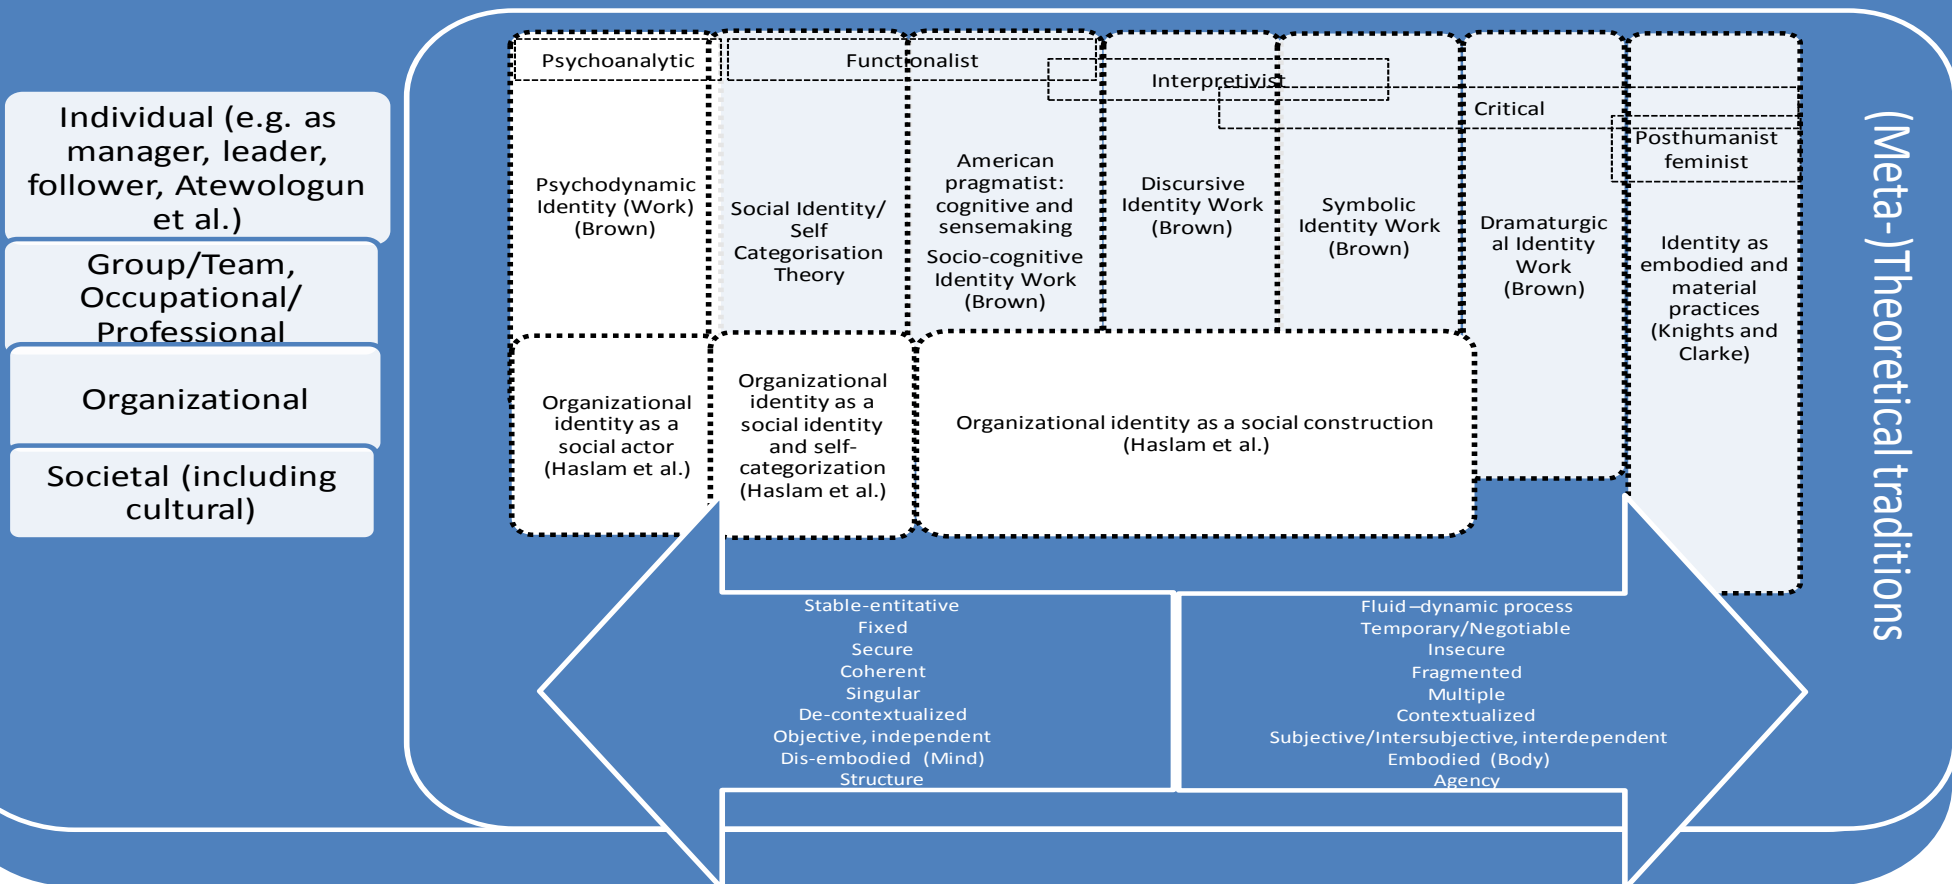 Individual (e.g. as
manager, leader,
follower, Atewologun
et al.)
Group/Team,
Occupational/
Professional
Organizational
Societal (including
cultural)
Psychoanalytic
Functionalist
Interpretivist
Critical
Posthumanist
feminist
Psychodynamic
Identity (Work)
(Brown)
Social Identity/
Self
Categorisation
Theory
American
pragmatist:
cognitive and
sensemaking
Socio-cognitive
Identity Work
(Brown)
Discursive
Identity Work
(Brown)
Symbolic
Identity Work
(Brown)
Dramaturgic
al Identity
Work
(Brown)
Identity as
embodied and
material
practices
(Knights and
Clarke)
Organizational
identity as a
social actor
(Haslam et al.)
Organizational
identity as a
social identity
and self-
categorization
(Haslam et al.)
Organizational identity as a social construction
(Haslam et al.)
Stable-entitative
Fixed
Secure
Coherent
Singular
De-contextualized
Objective, independent
Dis-embodied (Mind)
Structure
Fluid –dynamic process
Temporary/Negotiable
Insecure
Fragmented
Multiple
Contextualized
Subjective/Intersubjective, interdependent
Embodied (Body)
Agency
(Meta-)Theoretical traditions